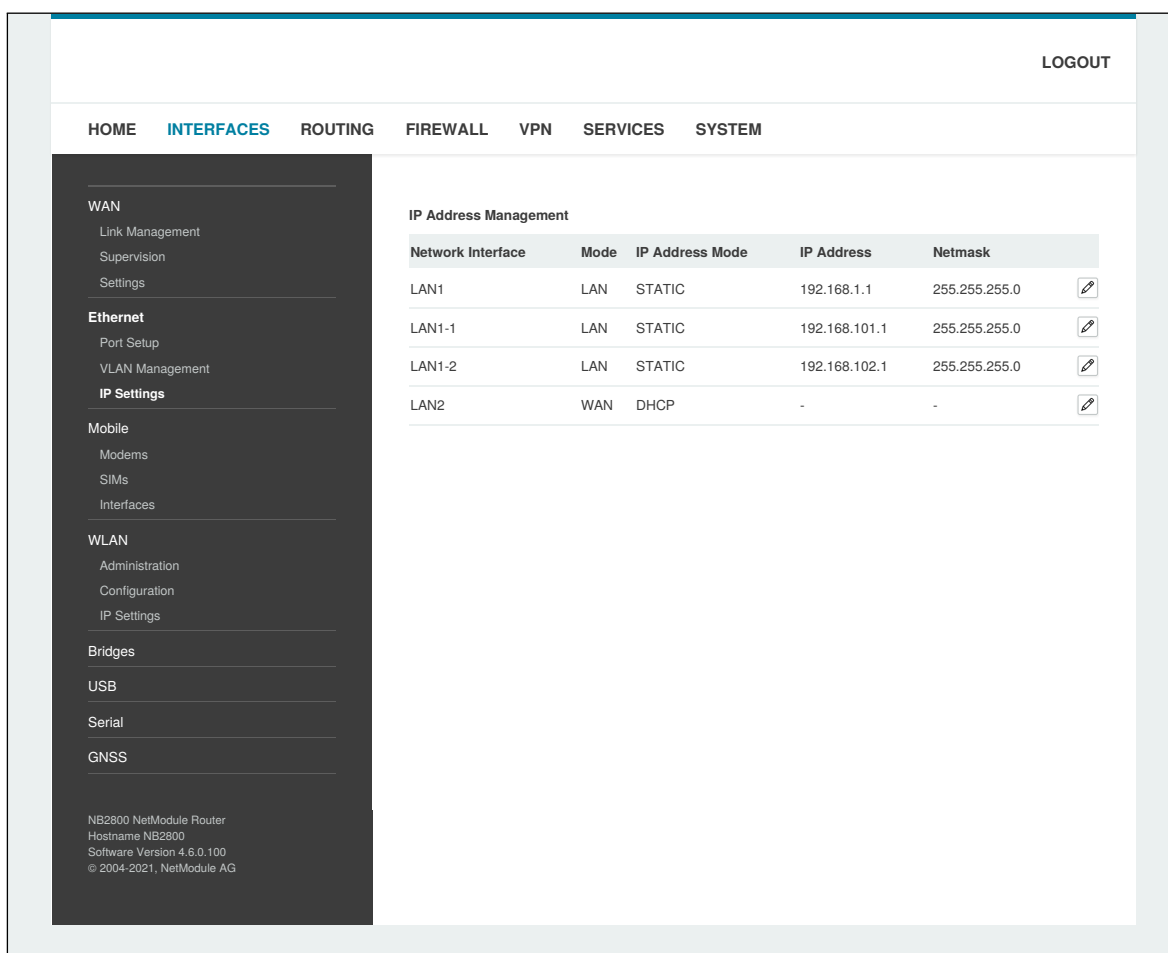 LOGOUT
HOME INTERFACES ROUTING FIREWALL VPN SERVICES SYSTEM
WAN
Link Management
Supervision
Settings
Ethernet
Port Setup
VLAN Management
IP Settings
Mobile
Modems
SIMs
Interfaces
WLAN
Administration
Configuration
IP Settings
Bridges
USB
Serial
GNSS
NB2800 NetModule Router
Hostname NB2800
Software Version 4.6.0.100
© 2004-2021, NetModule AG
IP Address Management
Network Interface Mode IP Address Mode IP Address Netmask
LAN1 LAN STATIC 192.168.1.1 255.255.255.0
LAN1-1 LAN STATIC 192.168.101.1 255.255.255.0
LAN1-2 LAN STATIC 192.168.102.1 255.255.255.0
LAN2 WAN DHCP - -